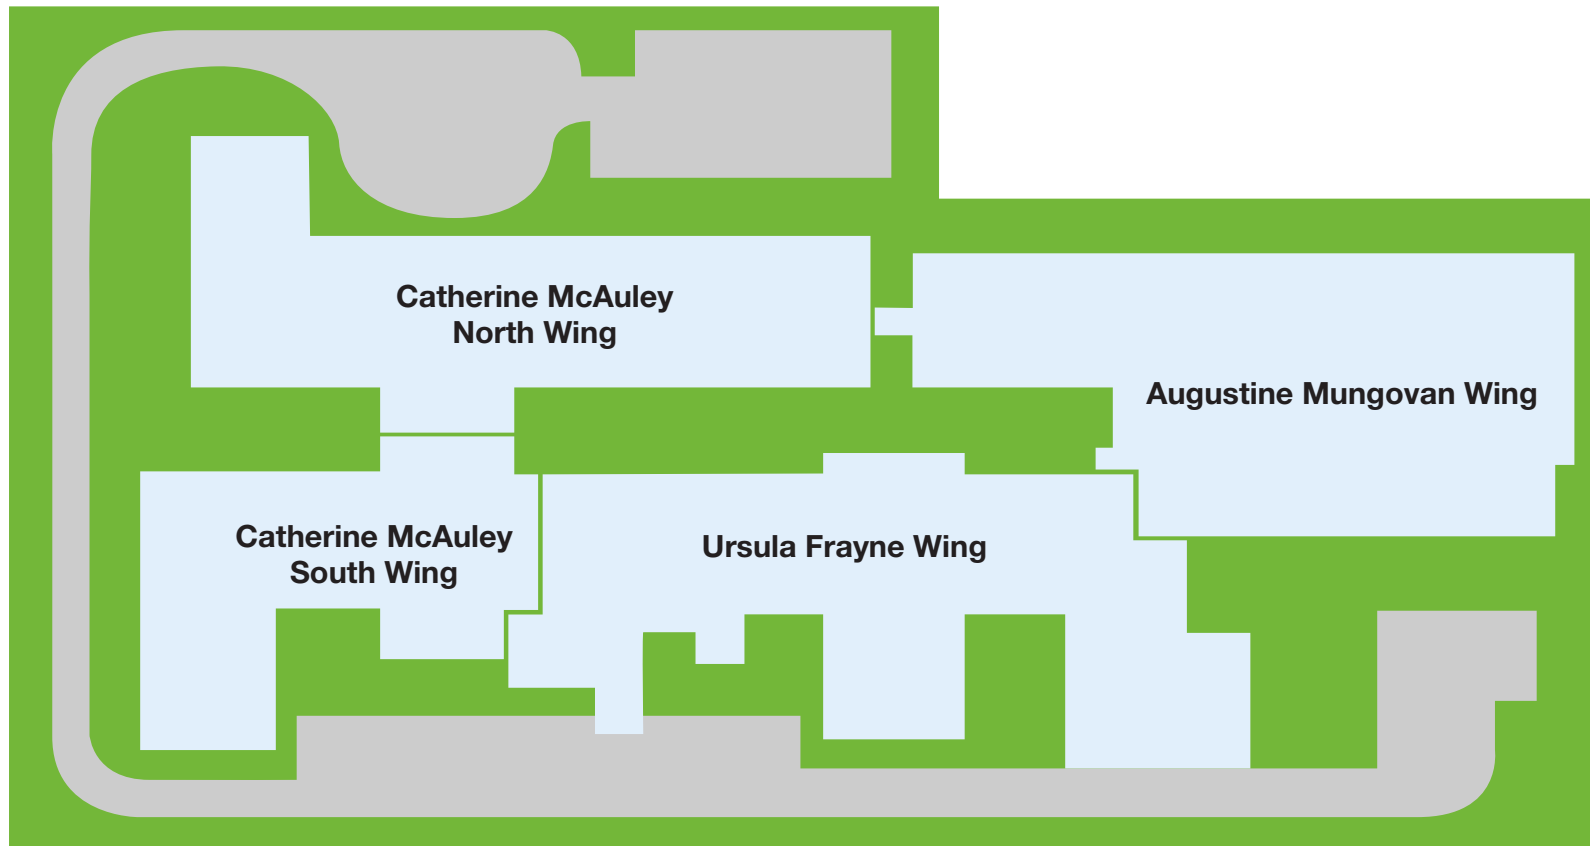 Catherine McAuley
North Wing
Augustine Mungovan Wing
Catherine McAuley
South Wing
Ursula Frayne Wing